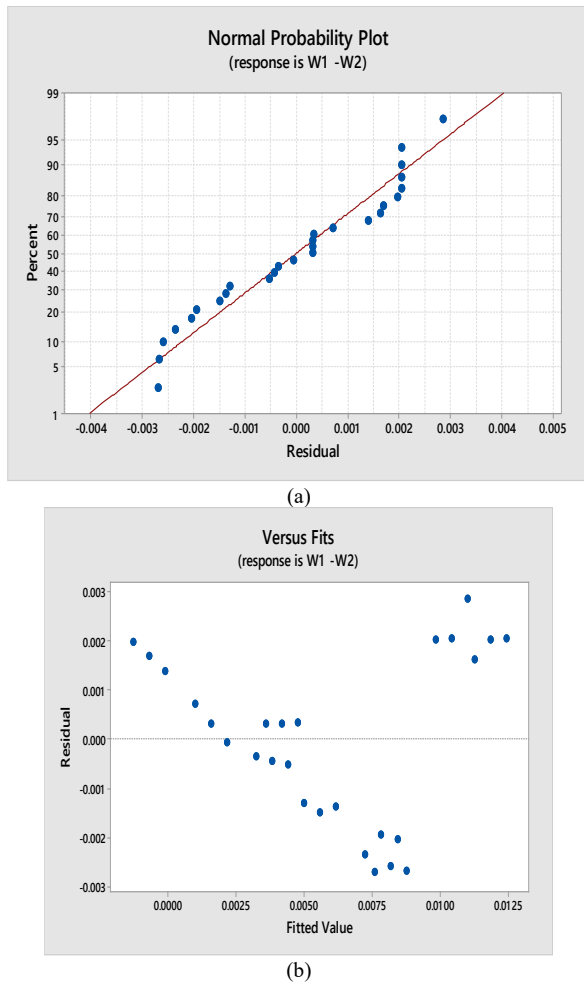 Normal Probability Plot
(response is W1 -W2)
99
95
90
80
70
60
50
40
30
20
10
5
1
Percent
-0.004 -0.003 -0.002 -0.001 0.000 0.001 0.002 0.003 0.004 0.005
Residual
(a)
Versus Fits
(response is W1 -W2)
0.003
0.002
0.001
0.000
-0.001
-0.002
-0.003
Residual
0.0000 0.0025 0.0050 0.0075 0.0100 0.0125
Fitted Value
(b)